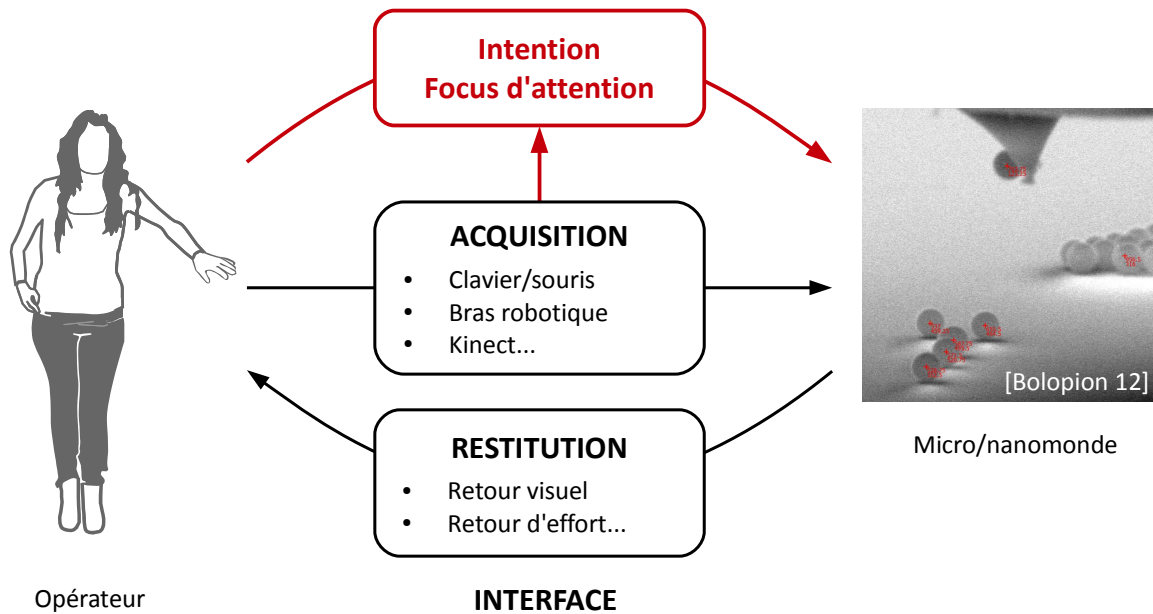 Intention
Focus d'attention
ACQUISITION
• Clavier/souris
• Bras robotique
• Kinect...
[Bolopion 12]
RESTITUTION
• Retour visuel
• Retour d'effort...
Micro/nanomonde
Opérateur
INTERFACE